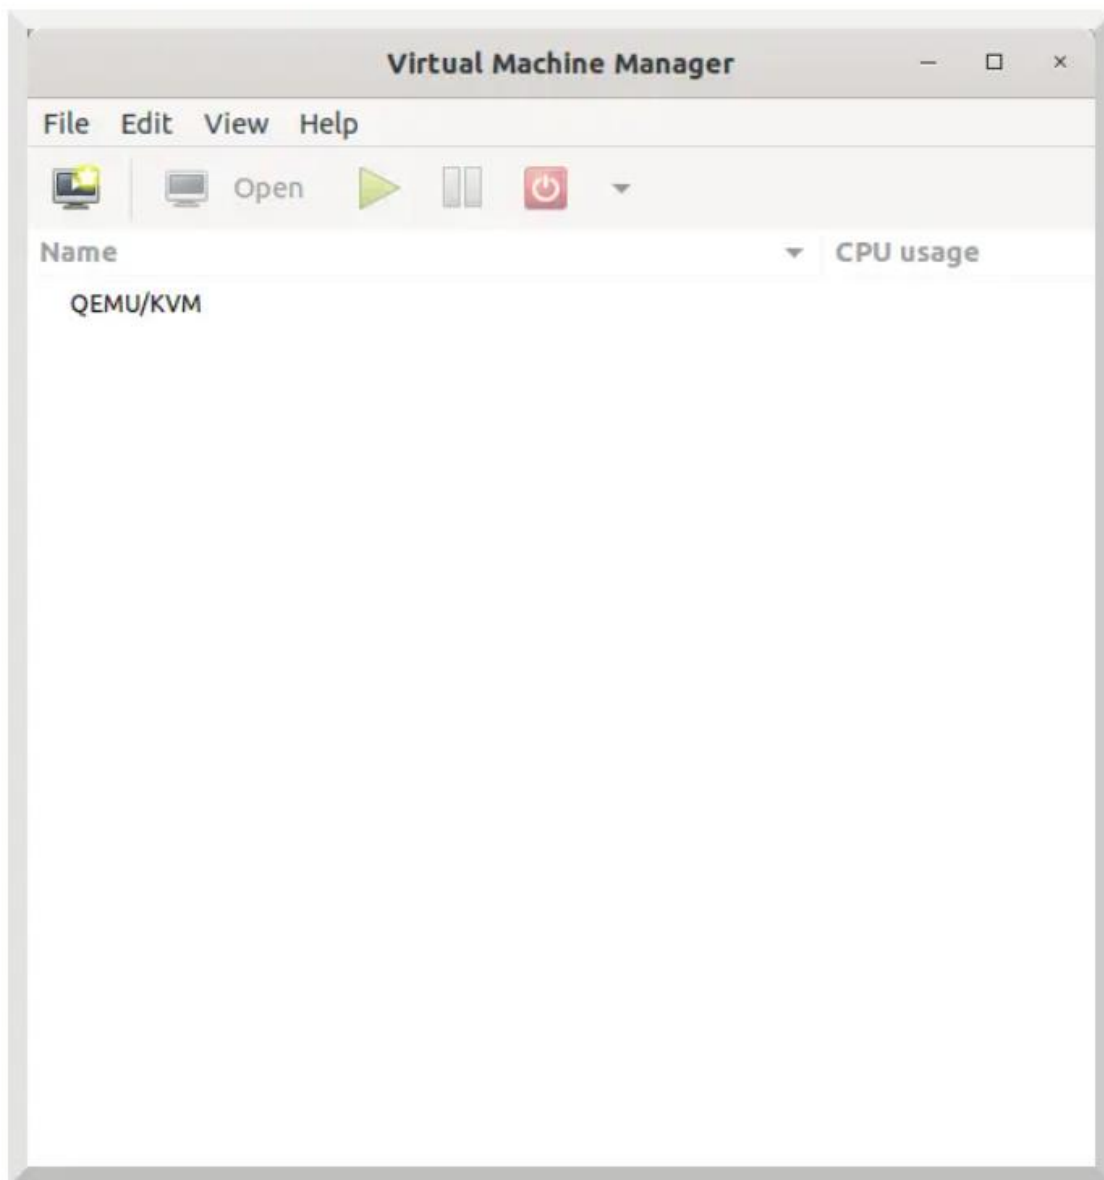 Virtual Machine Manager
File Edit View Help
Open
Name CPU usage
QEMU/KVM